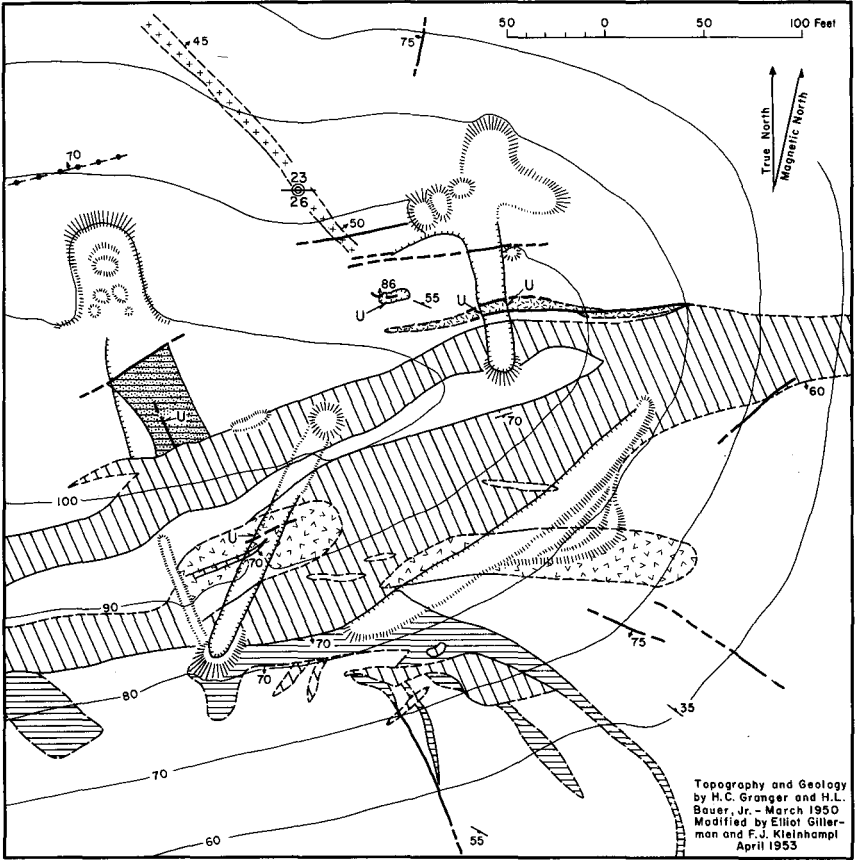 50 0 50 100 Feet
45
75
True North
Magnetic North
70
23
26
50
86
55
U
U
U
60
U
70
100
U
70
90
70
75
70
80
35
70
60
55
Topography and Geology
by H.C. Granger and H.L.
Bauer, Jr. – March 1950
Modified by Elliot Giller-
man and F.J. Kleinhampl
April 1953